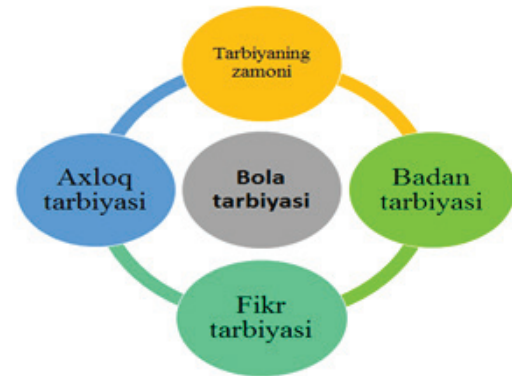 Tarbiyaning
zamoni
Axloq
tarbiyasi
Bola
tarbiyasi
Badan
tarbiyasi
Fikr
tarbiyasi